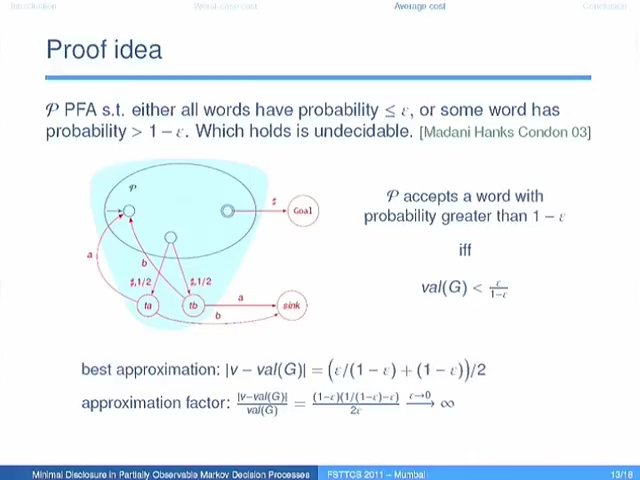 Introduction Worst-case cost Average cost Conclusion
Proof idea
𝒫 PFA s.t. either all words have probability ≤ ε, or some word has
probability > 1 − ε. Which holds is undecidable. [Madani Hanks Condon 03]
𝒫
♯
Goal
a
b
♯,1/2 ♯,1/2
ta tb a sink
b
𝒫 accepts a word with
probability greater than 1 − ε
iff
val(G) < ε/(1−ε)
best approximation: |v − val(G)| = (ε/(1 − ε) + (1 − ε))/2
approximation factor: |v−val(G)|/val(G) = (1−ε)(1/(1−ε)−ε)/2ε ε→0 ⟶ ∞
Minimal Disclosure in Partially Observable Markov Decision Processes FSTTCS 2011 – Mumbai 13/18